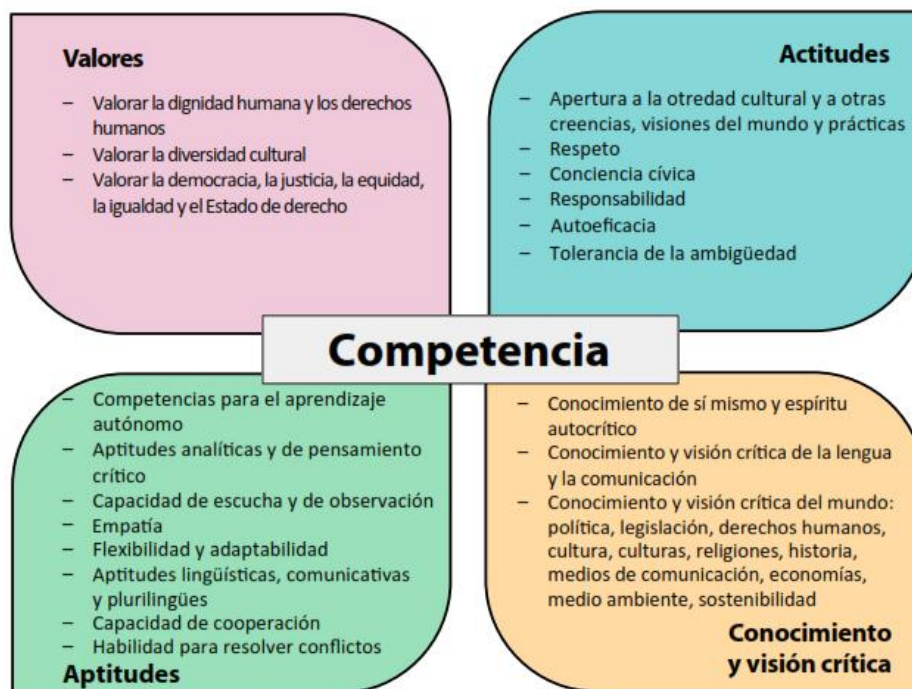 Valores
– Valorar la dignidad humana y los derechos
humanos
– Valorar la diversidad cultural
– Valorar la democracia, la justicia, la equidad,
la igualdad y el Estado de derecho
Actitudes
– Apertura a la otredad cultural y a otras
creencias, visiones del mundo y prácticas
– Respeto
– Conciencia cívica
– Responsabilidad
– Autoeficacia
– Tolerancia de la ambigüedad
Competencia
– Competencias para el aprendizaje
autónomo
– Aptitudes analíticas y de pensamiento
crítico
– Capacidad de escucha y de observación
– Empatía
– Flexibilidad y adaptabilidad
– Aptitudes lingüísticas, comunicativas
y plurilingües
– Capacidad de cooperación
– Habilidad para resolver conflictos
Aptitudes
– Conocimiento de sí mismo y espíritu
autocrítico
– Conocimiento y visión crítica de la lengua
y la comunicación
– Conocimiento y visión crítica del mundo:
política, legislación, derechos humanos,
cultura, culturas, religiones, historia,
medios de comunicación, economías,
medio ambiente, sostenibilidad
Conocimiento
y visión crítica